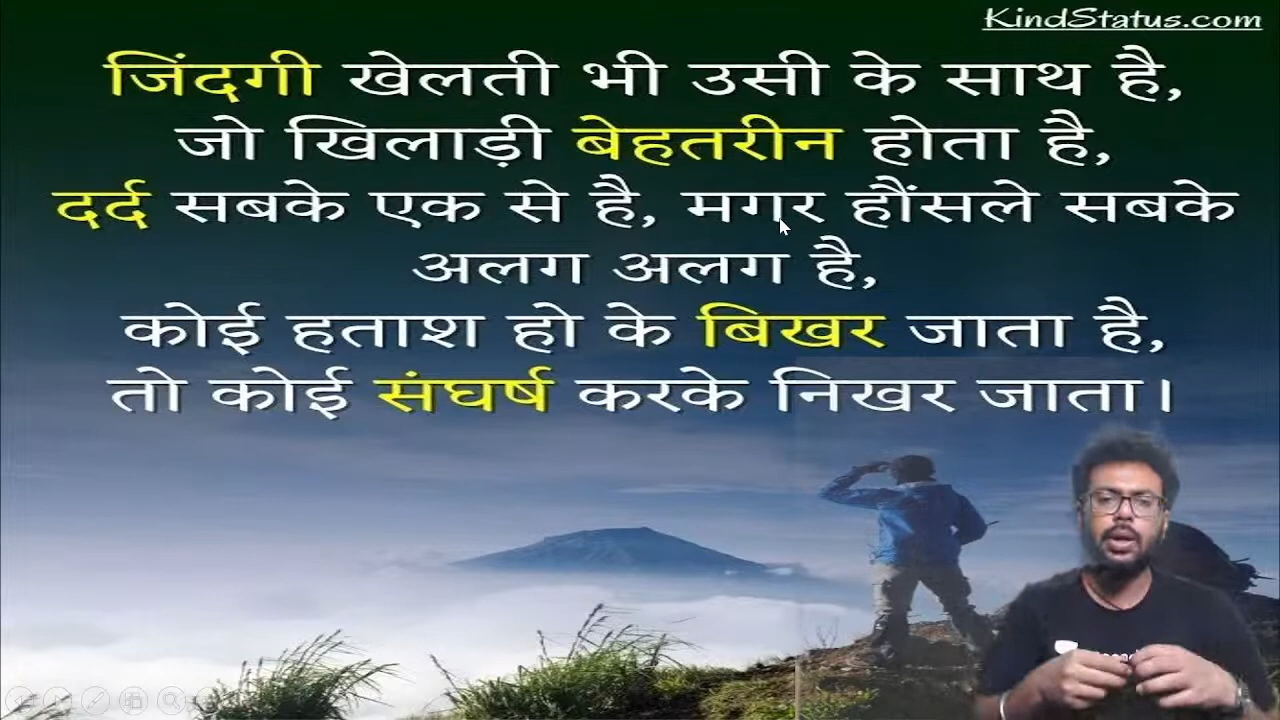 KindStatus.com
जिंदगी खेलती भी उसी के साथ है,
जो खिलाड़ी बेहतरीन होता है,
दर्द सबके एक से है, मगर हौंसले सबके
अलग अलग है,
कोई हताश हो के बिखर जाता है,
तो कोई संघर्ष करके निखर जाता।